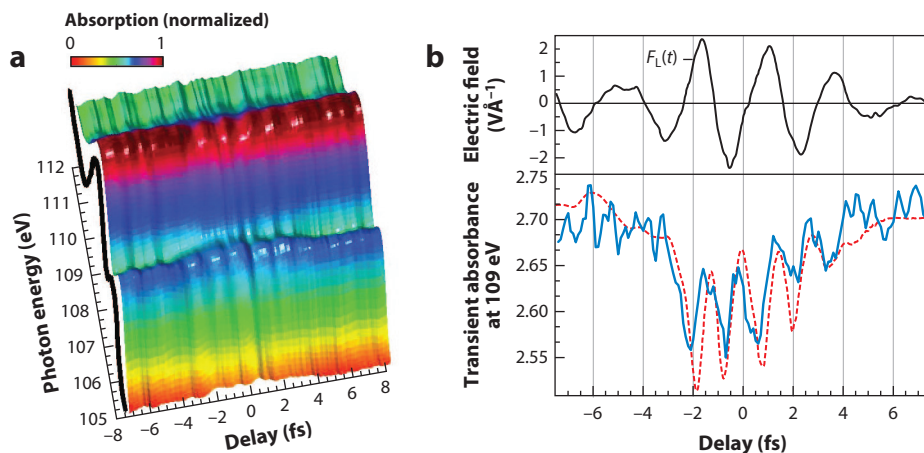 Absorption (normalized)
0 1
a
112
111
110
109
108
107
106
105
Photon energy (eV)
−8 −6 −4 −2 0 2 4 6 8
Delay (fs)
b
Electric field
(VÅ−1)
2
1
0
−1
−2
FL(t)
Transient absorbance
at 109 eV
2.75
2.70
2.65
2.60
2.55
−6 −4 −2 0 2 4 6
Delay (fs)